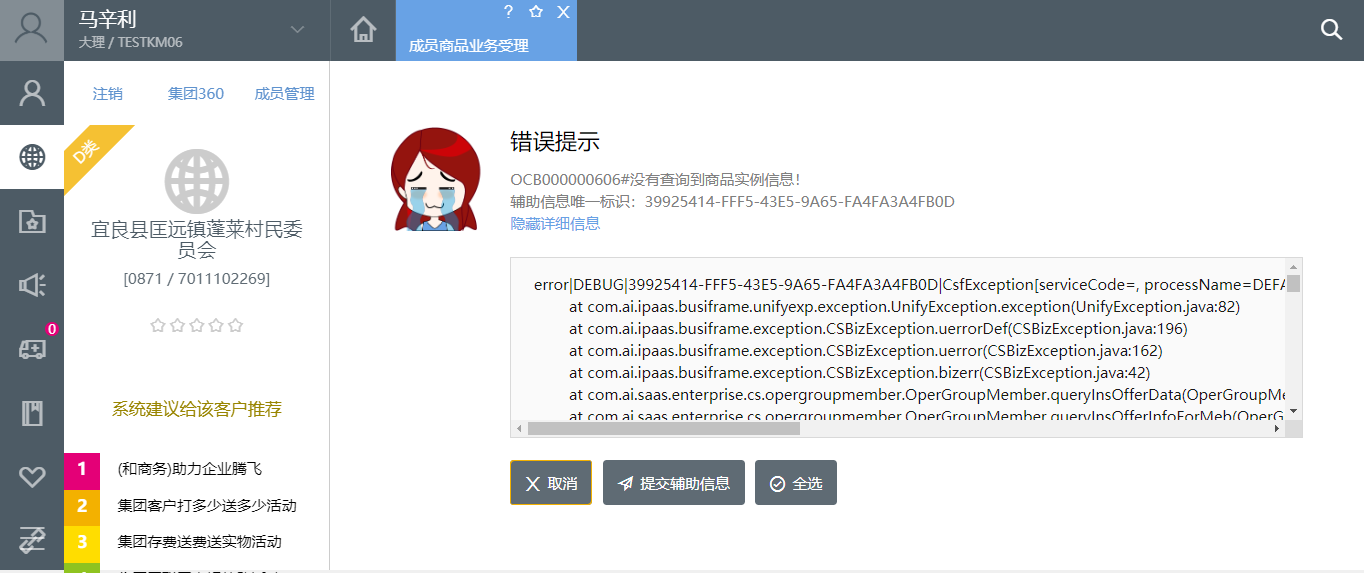 马辛利
大理 / TESTKM06
? X
成员商品业务受理
注销 集团360 成员管理
D类
宜良县匡远镇蓬莱村民委
员会
[0871 / 7011102269]
0
系统建议给该客户推荐
1 (和商务)助力企业腾飞
2 集团客户打多少送多少活动
3 集团存费送费送实物活动
错误提示
OCB000000606#没有查询到商品实例信息!
辅助信息唯一标识：39925414-FFF5-43E5-9A65-FA4FA3A4FB0D
隐藏详细信息
error|DEBUG|39925414-FFF5-43E5-9A65-FA4FA3A4FB0D|CsfException[serviceCode=, processName=DEFA
at com.ai.ipaas.busiframe.unifyexp.exception.UnifyException.exception(UnifyException.java:82)
at com.ai.ipaas.busiframe.exception.CSBizException.uerrorDef(CSBizException.java:196)
at com.ai.ipaas.busiframe.exception.CSBizException.uerror(CSBizException.java:162)
at com.ai.ipaas.busiframe.exception.CSBizException.bizerr(CSBizException.java:42)
at com.ai.saas.enterprise.cs.opergroupmember.OperGroupMember.queryInsOfferData(OperGroupMe
at com.ai.saas.enterprise.cs.opergroupmember.OperGroupMember.queryInsOfferInfoForMeb(OperG
X 取消 提交辅助信息 全选